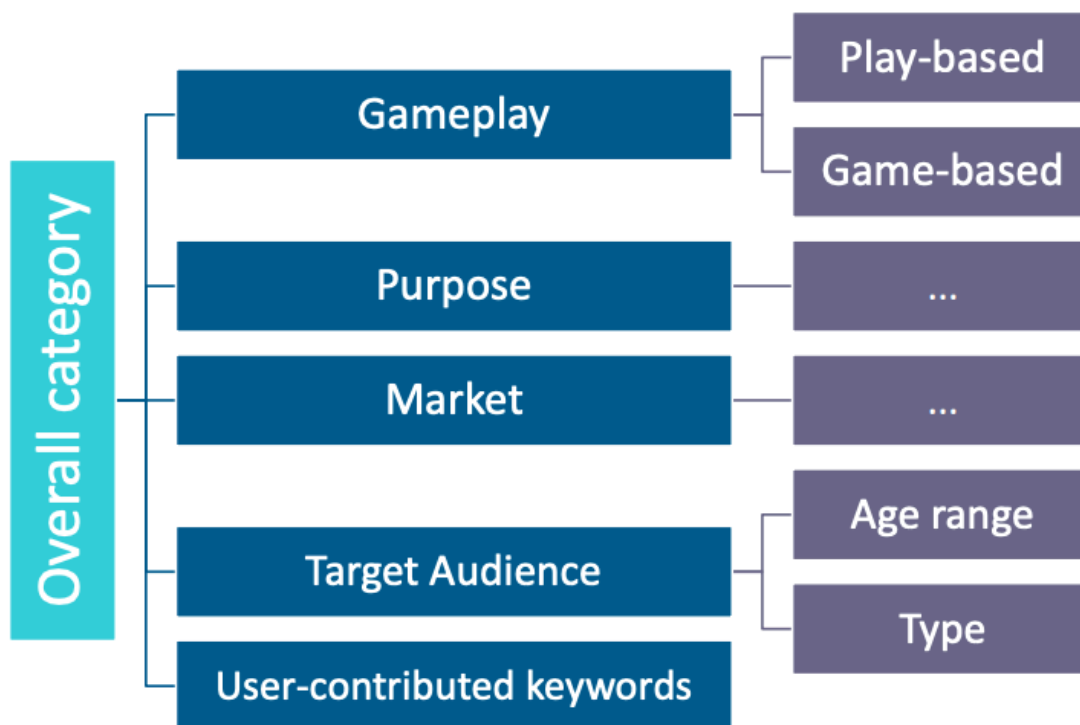 Overall category
Gameplay
Play-based
Game-based
Purpose
...
Market
...
Target Audience
Age range
Type
User-contributed keywords